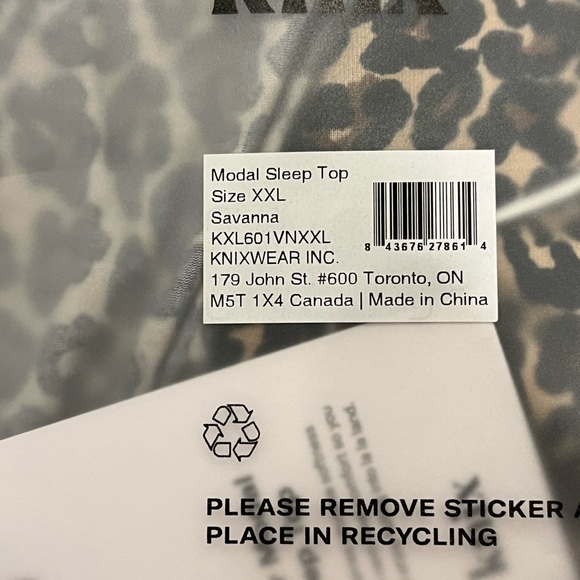 KNIX
Modal Sleep Top
Size XXL
Savanna
KXL601VNXXL
KNIXWEAR INC.
179 John St. #600 Toronto, ON
M5T 1X4 Canada | Made in China
8 43676 27861 4
PLEASE REMOVE STICKER A
PLACE IN RECYCLING